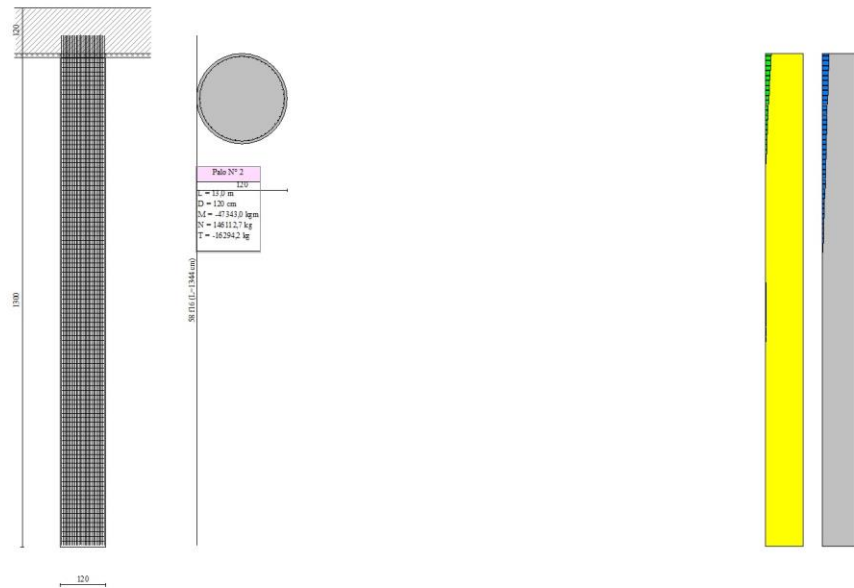 120
1300
120
Palo N° 2
120
L = 13,0 m
D = 120 cm
M = -47343,0 kgm
N = 146112,7 kg
T = -16294,2 kg
58 f16 (L=1344 cm)